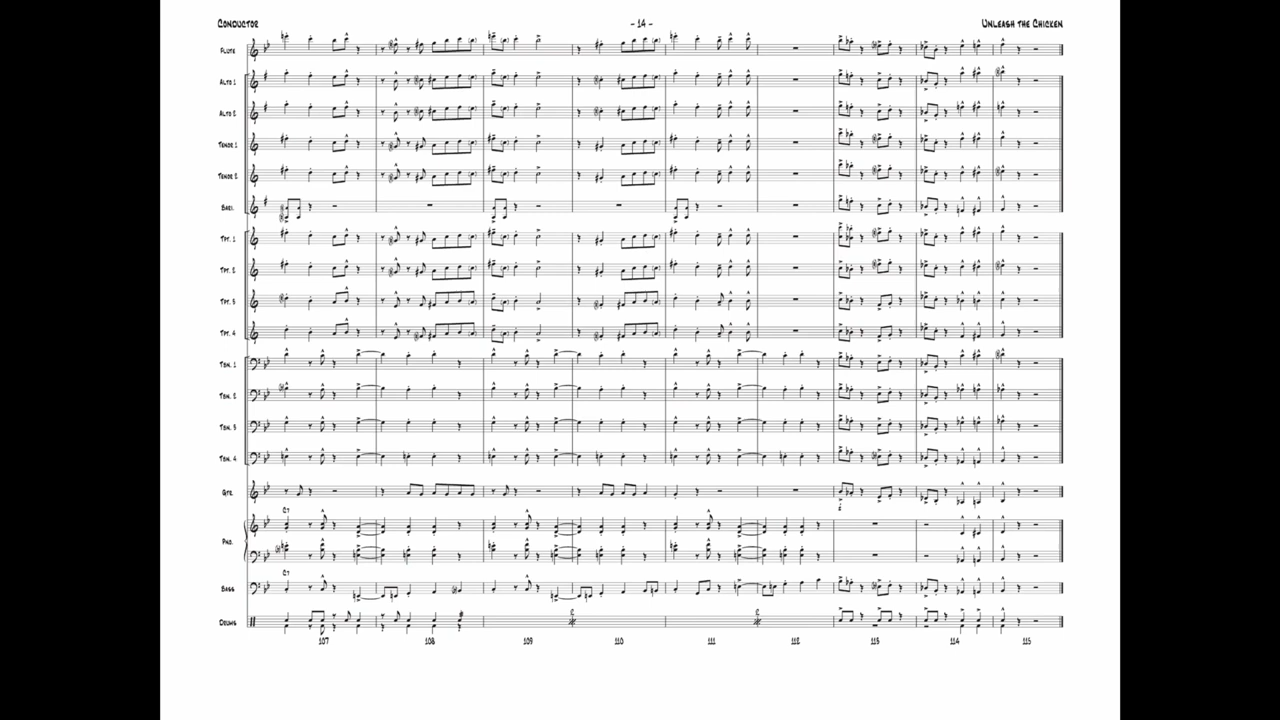 CONDUCTOR - 14 - UNLEASH THE CHICKEN
FLUTE
ALTO 1
ALTO 2
TENOR 1
TENOR 2
BARI.
TPT. 1
TPT. 2
TPT. 3
TPT. 4
TBN. 1
TBN. 2
TBN. 3
TBN. 4
GTR.
C7
PNO.
C7
BASS
2 2
DRUMS
107 108 109 110 111 112 113 114 115